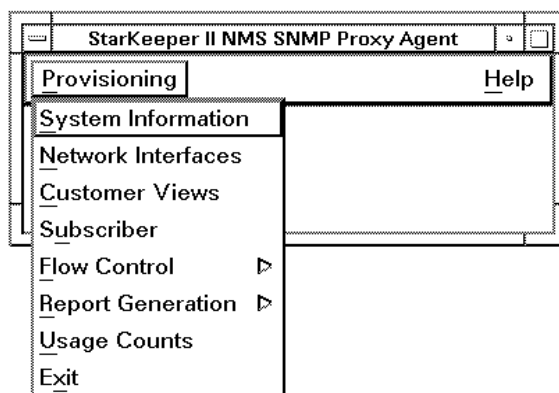 StarKeeper II NMS SNMP Proxy Agent
Provisioning Help
System Information
Network Interfaces
Customer Views
Subscriber
Flow Control
Report Generation
Usage Counts
Exit